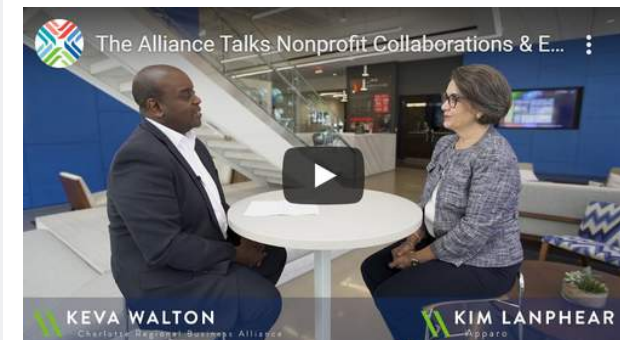 The Alliance Talks Nonprofit Collaborations & E...
KEVA WALTON
Charlotte Regional Business Alliance
KIM LANPHEAR
Apparo